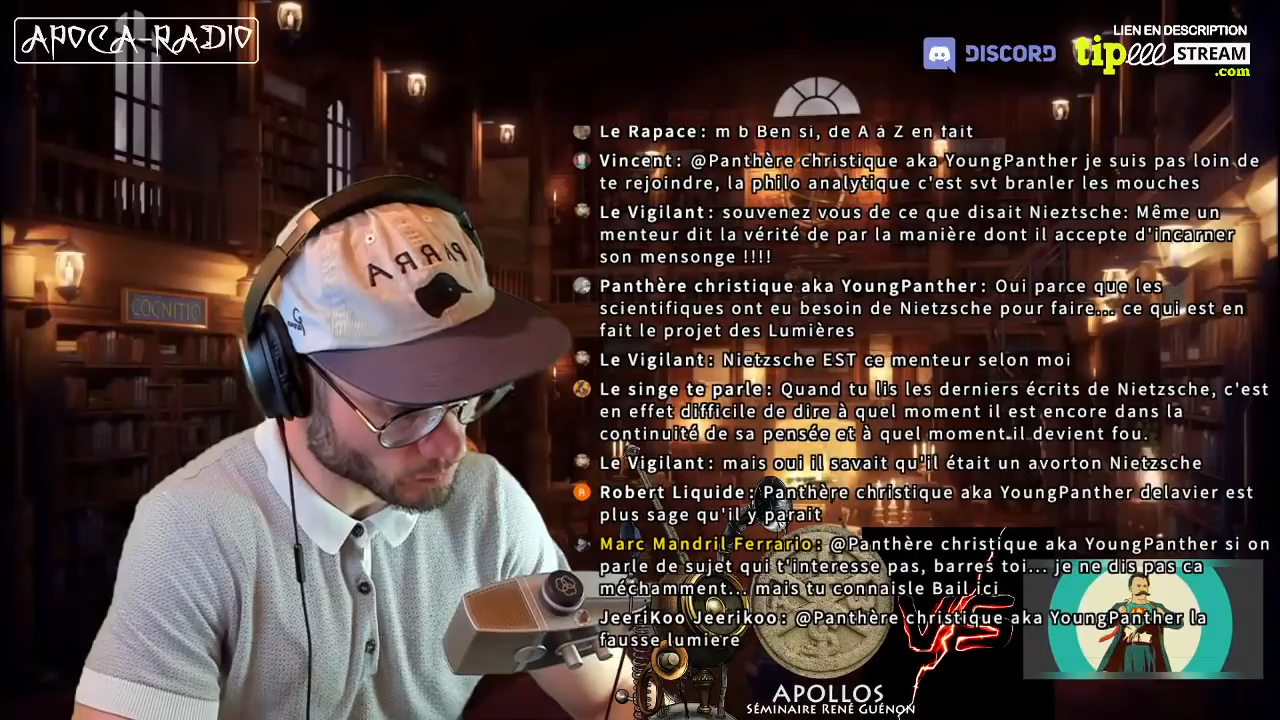 APOCA-RADIO
LIEN EN DESCRIPTION
DISCORD
tipeee STREAM
.com
Le Rapace: m b Ben si, de A à Z en fait
Vincent: @Panthère christique aka YoungPanther je suis pas loin de
te rejoindre, la philo analytique c'est svt branler les mouches
Le Vigilant: souvenez vous de ce que disait Nieztsche: Même un
menteur dit la vérité de par la manière dont il accepte d'incarner
son mensonge !!!!
Panthère christique aka YoungPanther: Oui parce que les
scientifiques ont eu besoin de Nietzsche pour faire... ce qui est en
fait le projet des Lumières
Le Vigilant: Nietzsche EST ce menteur selon moi
Le singe te parle: Quand tu lis les derniers écrits de Nietzsche, c'est
en effet difficile de dire à quel moment il est encore dans la
continuité de sa pensée et à quel moment il devient fou.
Le Vigilant: mais oui il savait qu'il était un avorton Nietzsche
Robert Liquide: Panthère christique aka YoungPanther delavier est
plus sage qu'il y parait
Marc Mandril Ferrario: @Panthère christique aka YoungPanther si on
parle de sujet qui t'interesse pas, barres toi... je ne dis pas ca
méchamment... mais tu connaisle Bail ici
JeeriKoo Jeerikoo: @Panthère christique aka YoungPanther la
fausse lumiere
COGNITIO
PARRA
VS
APOLLOS
SÉMINAIRE RENÉ GUÉNON